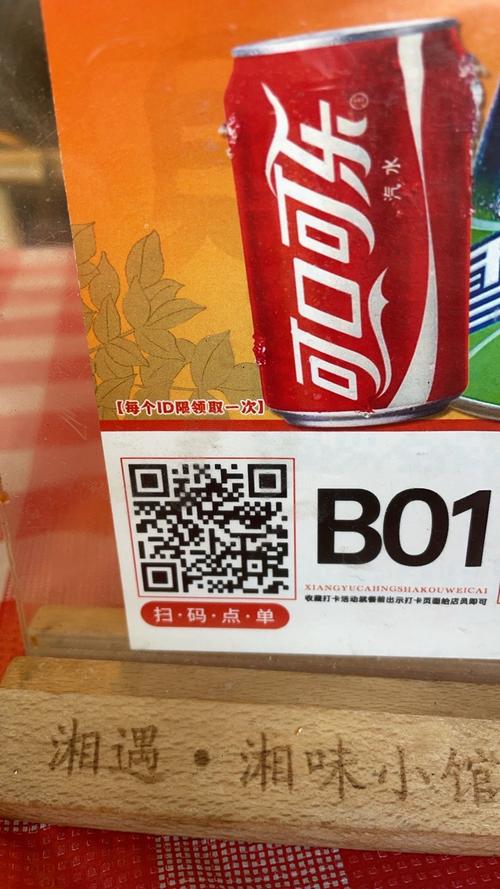 可口可乐
汽水
【每个ID限领取一次】
B01
XIANGYUCAHNGSHAKOUWEICAI
收藏打卡活动就餐前出示打卡页面给店员即可
扫·码·点·单
湘遇·湘味小馆